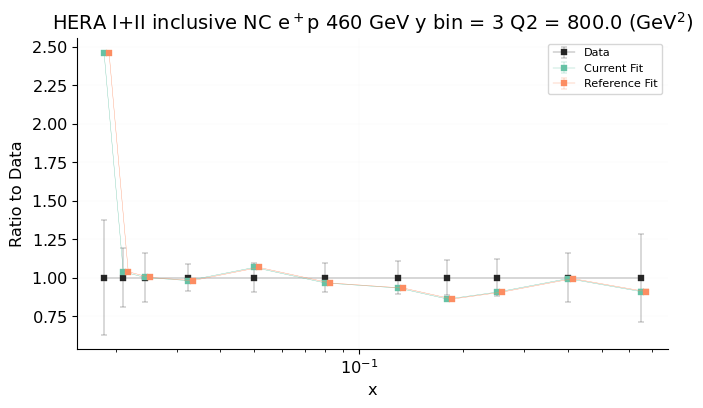 HERA I+II inclusive NC e⁺p 460 GeV y bin = 3 Q2 = 800.0 (GeV²)
Data
Current Fit
Reference Fit
Ratio to Data
2.50
2.25
2.00
1.75
1.50
1.25
1.00
0.75
10⁻¹
x